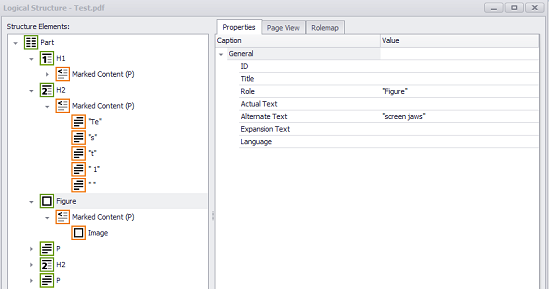 Logical Structure - Test.pdf
Structure Elements:
Part
H1
Marked Content (P)
H2
Marked Content (P)
"Te"
"s"
"t"
" 1"
" "
Figure
Marked Content (P)
Image
P
H2
P
Properties Page View Rolemap
Caption Value
General
ID
Title
Role "Figure"
Actual Text
Alternate Text "screen jaws"
Expansion Text
Language